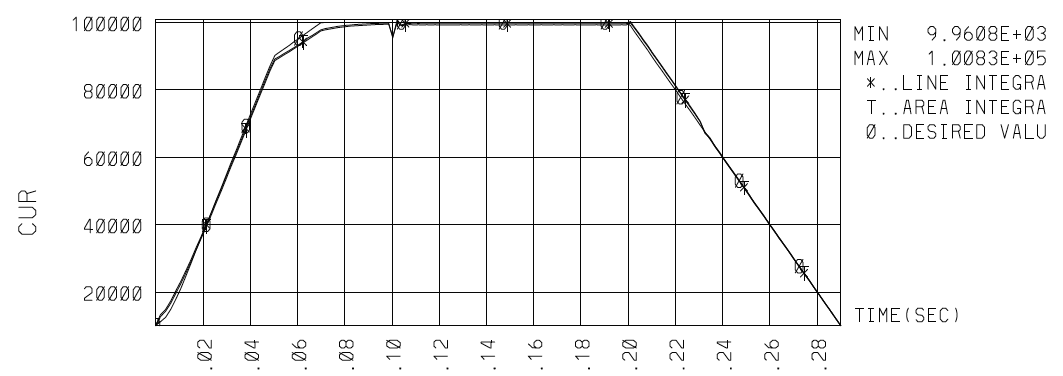 100000
80000
60000
40000
20000
CUR
.02
.04
.06
.08
.10
.12
.14
.16
.18
.20
.22
.24
.26
.28
MIN 9.9608E+03
MAX 1.0083E+05
*..LINE INTEGRA
T..AREA INTEGRA
0..DESIRED VALU
TIME(SEC)